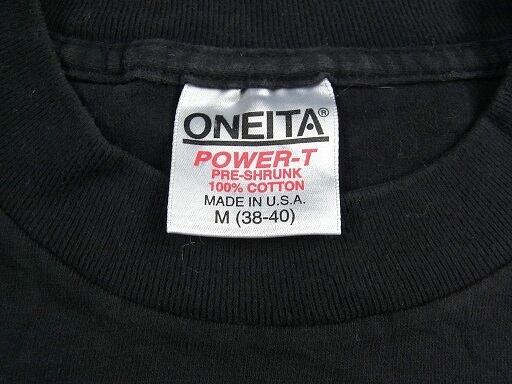 ONEITA®
POWER-T
PRE-SHRUNK
100% COTTON
MADE IN U.S.A.
M (38-40)